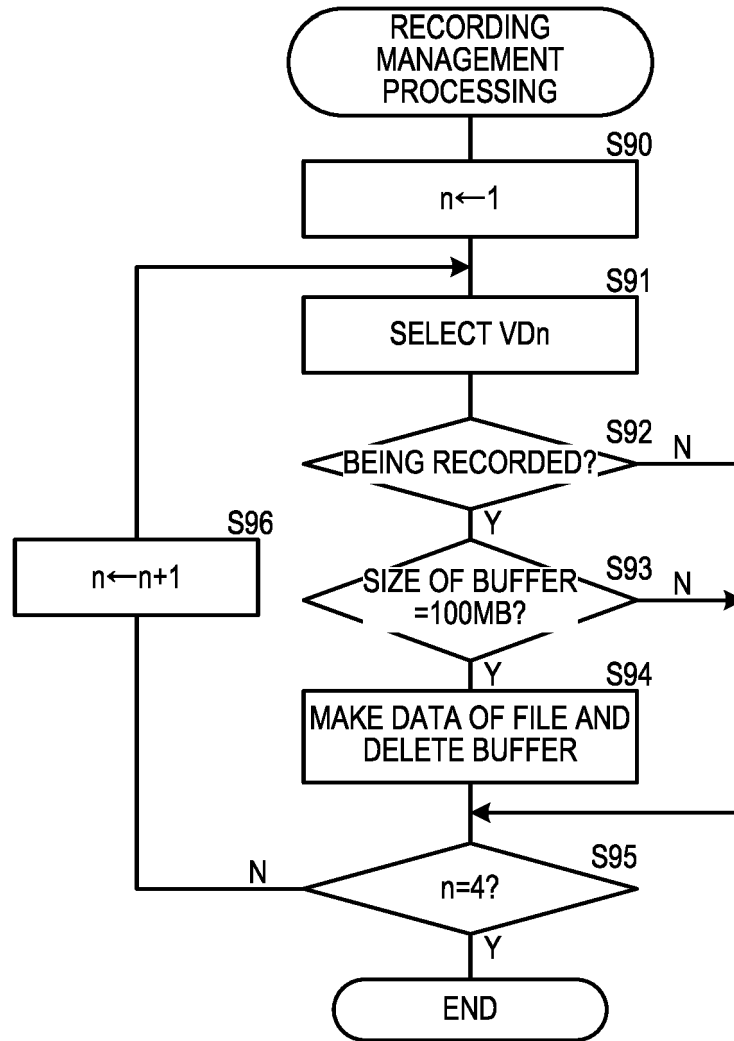 RECORDING
MANAGEMENT
PROCESSING
S90
n←1
S91
SELECT VDn
S92
BEING RECORDED?
N
Y
S96
n←n+1
S93
SIZE OF BUFFER
=100MB?
N
Y
S94
MAKE DATA OF FILE AND
DELETE BUFFER
S95
n=4?
N
Y
END